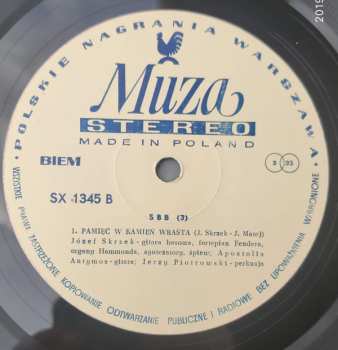 POLSKIE NAGRANIA WARSZAWA
Muza
STEREO
MADE IN POLAND
BIEM
SX 1345 B
SBB (3)
1. PAMIĘĆ W KAMIEŃ WRASTA (J. Skrzek - J. Matej)
Józef Skrzek - gitara basowa, fortepian Fendera,
organy Hammonda, syntezatory, śpiew; Apostolis
Antymos - gitara; Jerzy Piotrowski - perkusja
WSZYSTKIE PRAWA ZASTRZEŻONE KOPIOWANIE ODTWARZANIE PUBLICZNE I RADIOWE BEZ UPOWAŻNIENIA WZBRONIONE
2019